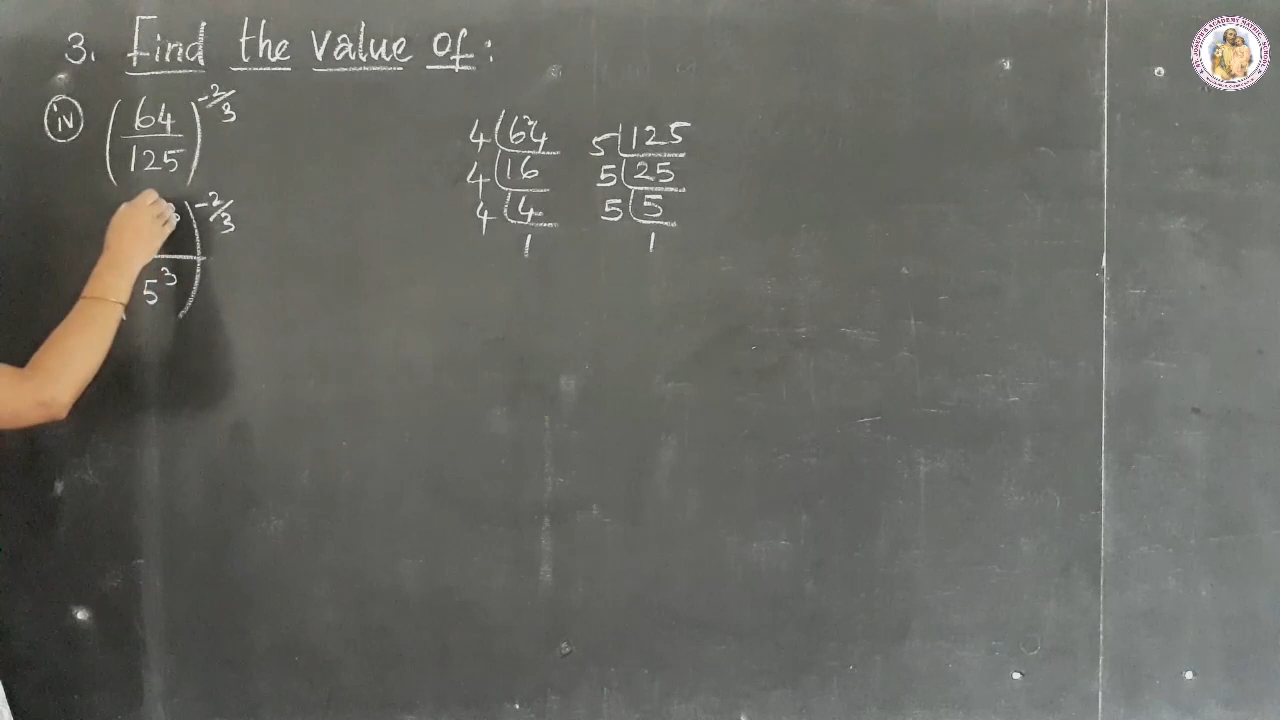 3. Find the value of:
iv (64/125)^-2/3
4 64 5 125
4 16 5 25
4 4 5 5
1 1
5^3)^-2/3